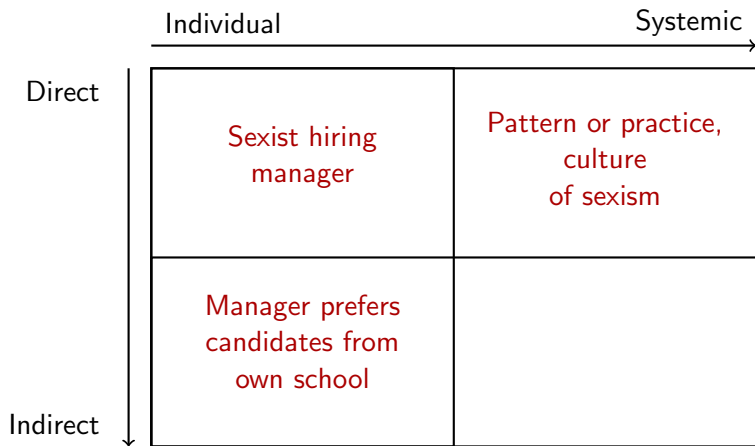 Individual
Systemic
Direct
Sexist hiring
manager
Pattern or practice,
culture
of sexism
Manager prefers
candidates from
own school
Indirect